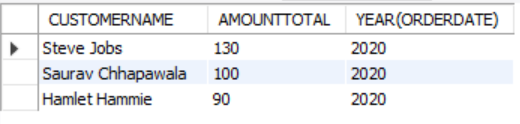 CUSTOMERNAME AMOUNTTOTAL YEAR(ORDERDATE)
Steve Jobs 130 2020
Saurav Chhapawala 100 2020
Hamlet Hammie 90 2020